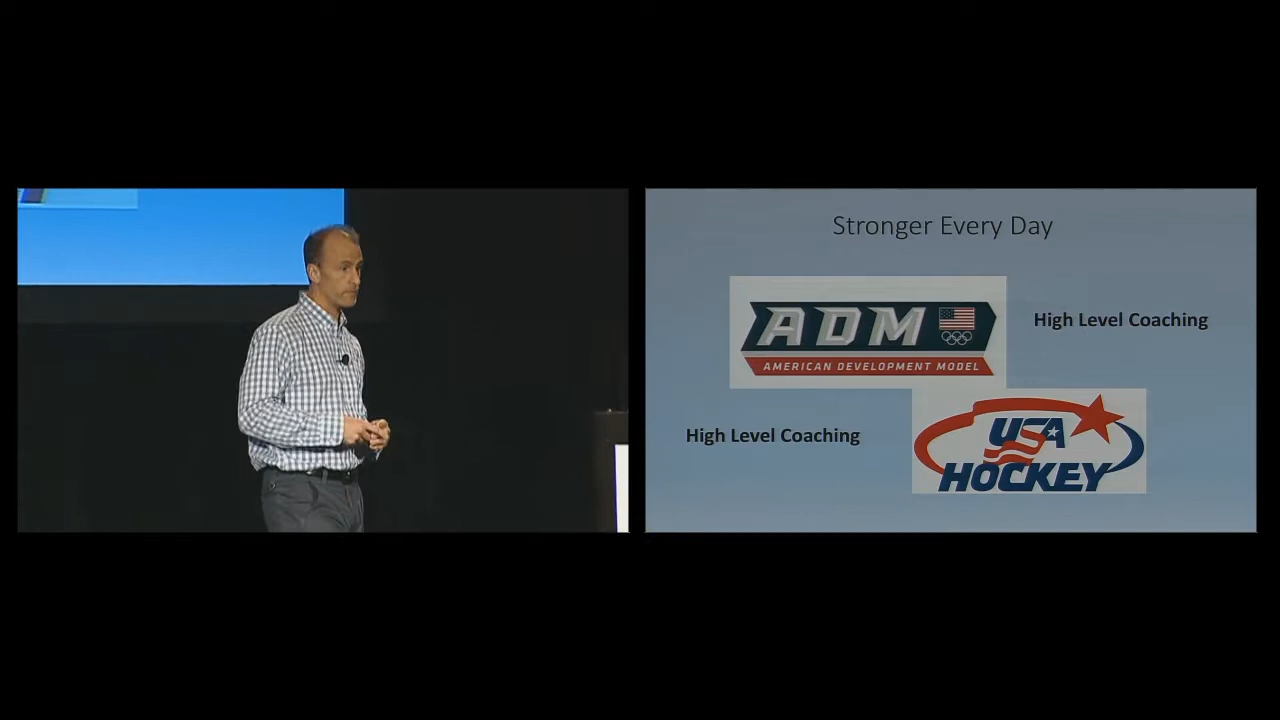 Stronger Every Day
ADM
AMERICAN DEVELOPMENT MODEL
High Level Coaching
High Level Coaching
USA
HOCKEY